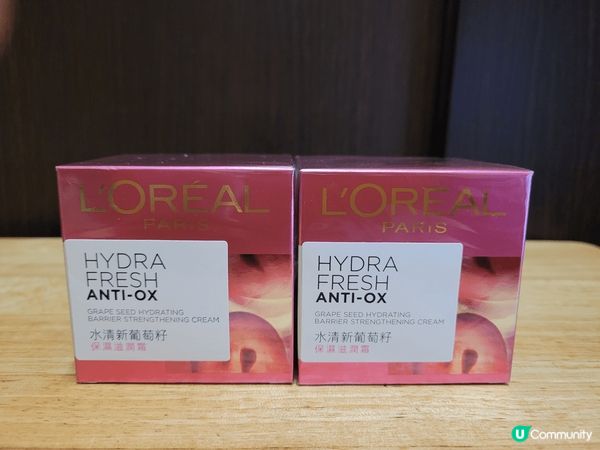 L'ORÉAL
PARIS
HYDRA
FRESH
ANTI-OX
GRAPE SEED HYDRATING
BARRIER STRENGTHENING CREAM
水清新葡萄籽
保濕滋潤霜
L'ORÉAL
PARIS
HYDRA
FRESH
ANTI-OX
GRAPE SEED HYDRATING
BARRIER STRENGTHENING CREAM
水清新葡萄籽
保濕滋潤霜
U Community